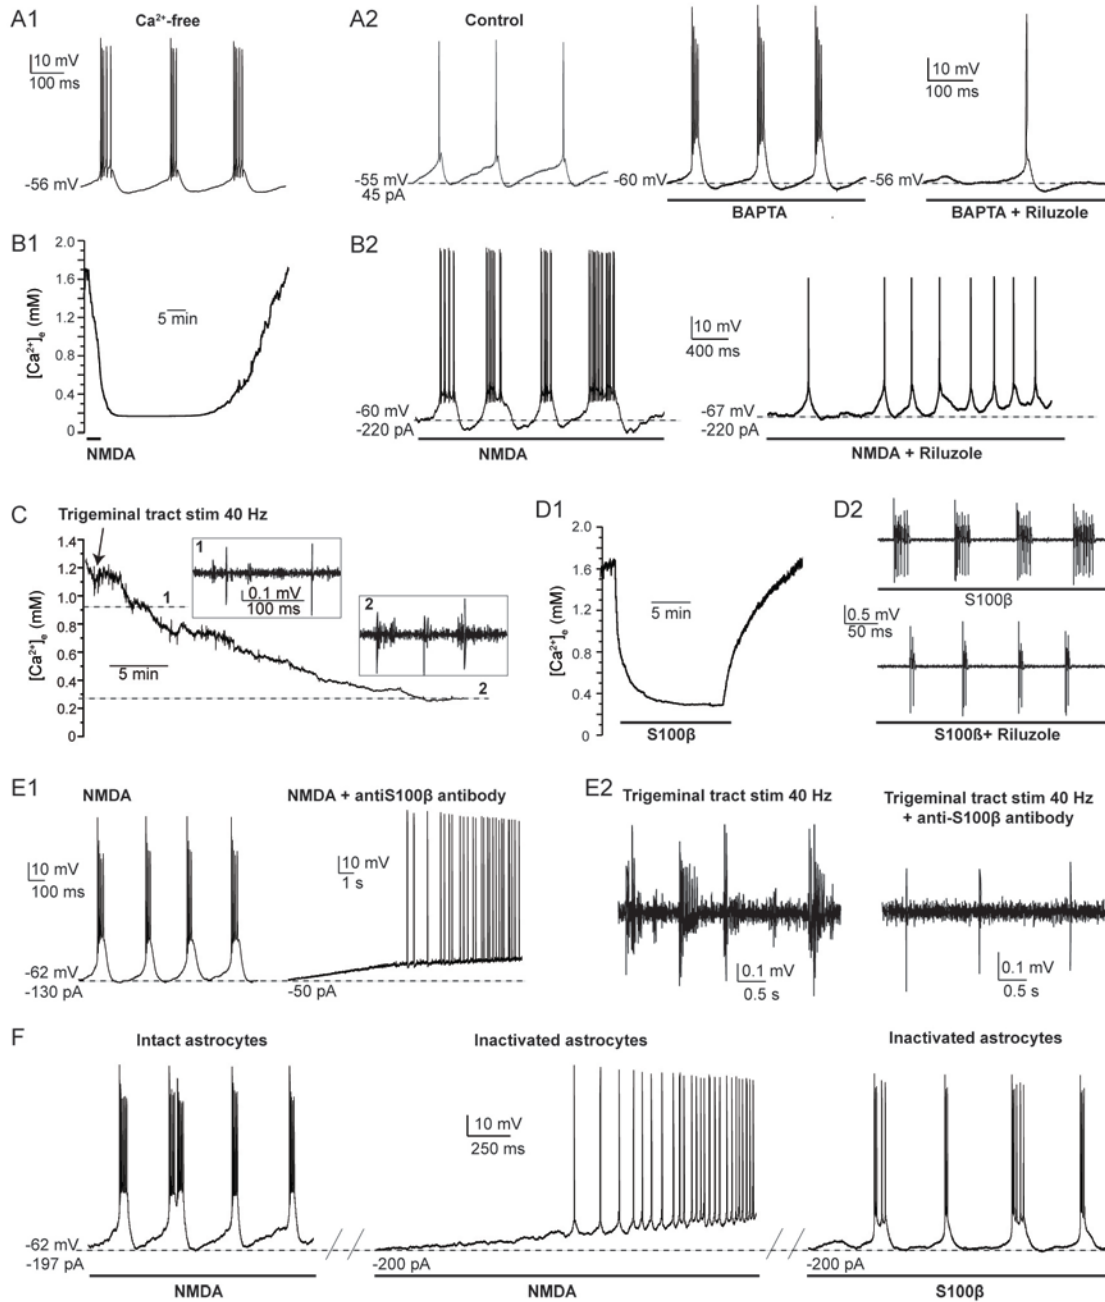 A1
Ca²⁺-free
10 mV
100 ms
-56 mV
A2
Control
-55 mV
45 pA
-60 mV
BAPTA
10 mV
100 ms
-56 mV
BAPTA + Riluzole
B1
[Ca²⁺]ₑ (mM)
2.0
1.6
1.2
0.8
0.4
0
5 min
NMDA
B2
-60 mV
-220 pA
NMDA
10 mV
400 ms
-67 mV
-220 pA
NMDA + Riluzole
C
Trigeminal tract stim 40 Hz
[Ca²⁺]ₑ (mM)
1.4
1.2
1.0
0.8
0.6
0.4
0.2
0
1
5 min
2
1
0.1 mV
100 ms
2
D1
[Ca²⁺]ₑ (mM)
2.0
1.6
1.2
0.8
0.4
0
5 min
S100β
D2
S100β
0.5 mV
50 ms
S100ß+ Riluzole
E1
NMDA
10 mV
100 ms
-62 mV
-130 pA
NMDA + antiS100β antibody
10 mV
1 s
-50 pA
E2
Trigeminal tract stim 40 Hz
0.1 mV
0.5 s
Trigeminal tract stim 40 Hz
+ anti-S100β antibody
0.1 mV
0.5 s
F
Intact astrocytes
-62 mV
-197 pA
NMDA
Inactivated astrocytes
10 mV
250 ms
-200 pA
NMDA
Inactivated astrocytes
-200 pA
S100β